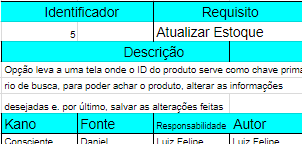 Identificador Requisito
5 Atualizar Estoque
Descrição
Opção leva a uma tela onde o ID do produto serve como chave prima
rio de busca, para poder achar o produto, alterar as informações
desejadas e. por último, salvar as alterações feitas
Kano Fonte Responsabilidade Autor
Consciente Daniel Luiz Felipe Luiz Felipe